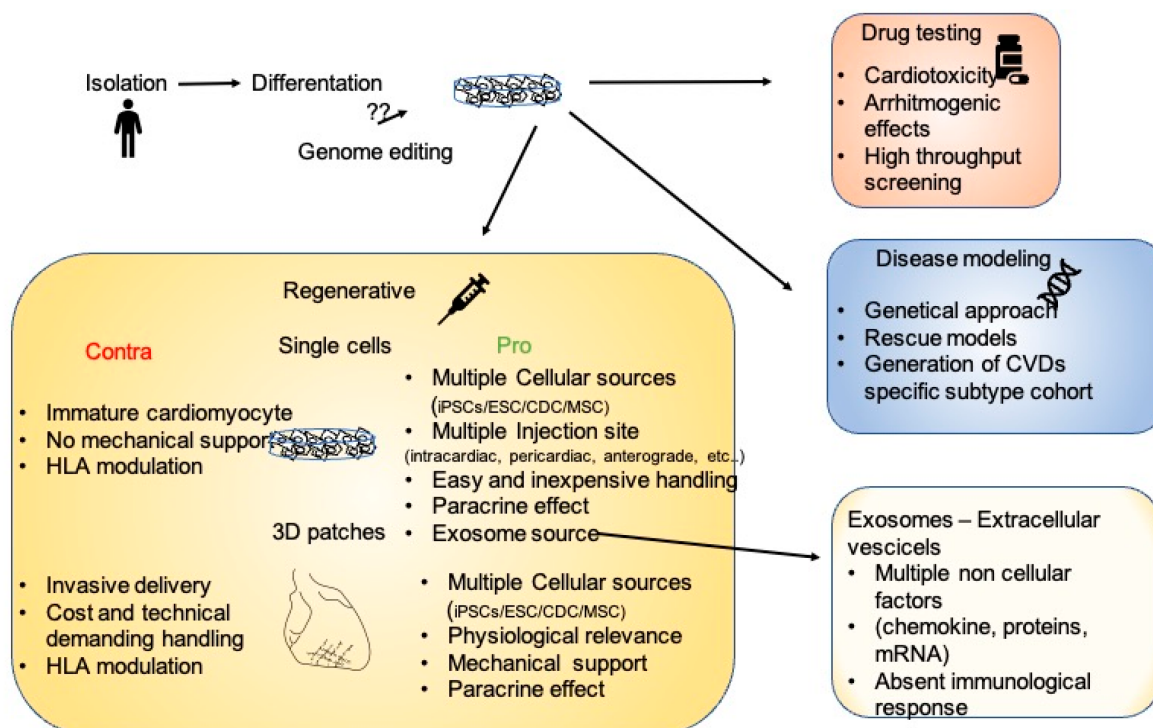 Isolation
Differentation
??
Genome editing
Drug testing
• Cardiotoxicity
• Arrhitmogenic
effects
• High throughput
screening
Disease modeling
• Genetical approach
• Rescue models
• Generation of CVDs
specific subtype cohort
Regenerative
Contra
Single cells
Pro
• Immature cardiomyocyte
• No mechanical support
• HLA modulation
• Multiple Cellular sources
(iPSCs/ESC/CDC/MSC)
• Multiple Injection site
(intracardiac, pericardiac, anterograde, etc..)
• Easy and inexpensive handling
• Paracrine effect
• Exosome source
3D patches
• Invasive delivery
• Cost and technical
demanding handling
• HLA modulation
• Multiple Cellular sources
(iPSCs/ESC/CDC/MSC)
• Physiological relevance
• Mechanical support
• Paracrine effect
Exosomes – Extracellular
vescicels
• Multiple non cellular
factors
• (chemokine, proteins,
mRNA)
• Absent immunological
response